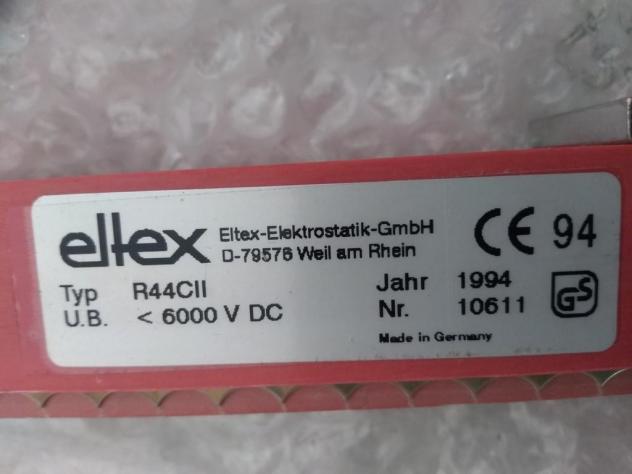 eltex
Eltex-Elektrostatik-GmbH
D-79576 Weil am Rhein
CE 94
Typ R44CII
U.B. < 6000 V DC
Jahr 1994
Nr. 10611
GS
Made in Germany